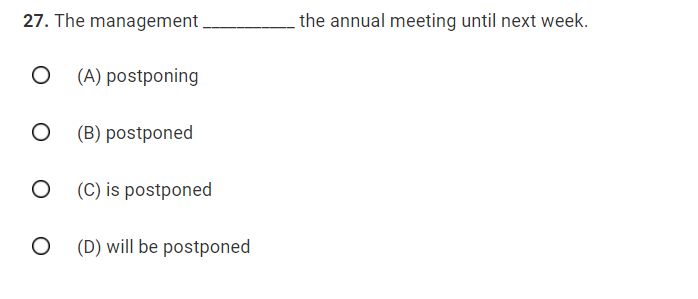 27. The management __________ the annual meeting until next week.
(A) postponing
(B) postponed
(C) is postponed
(D) will be postponed